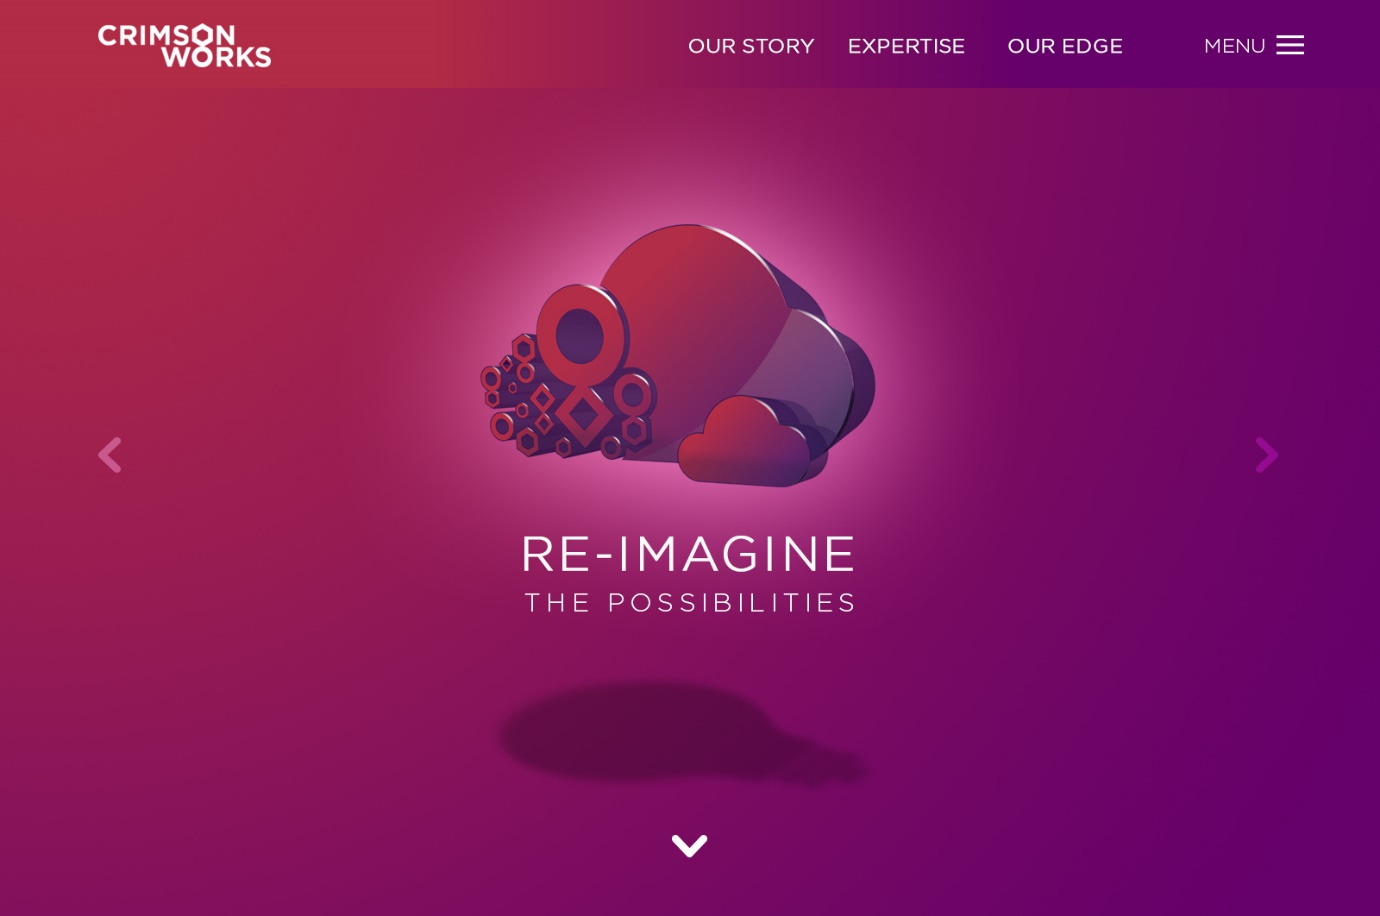 CRIMSON
WORKS
OUR STORY EXPERTISE OUR EDGE MENU
RE-IMAGINE
THE POSSIBILITIES